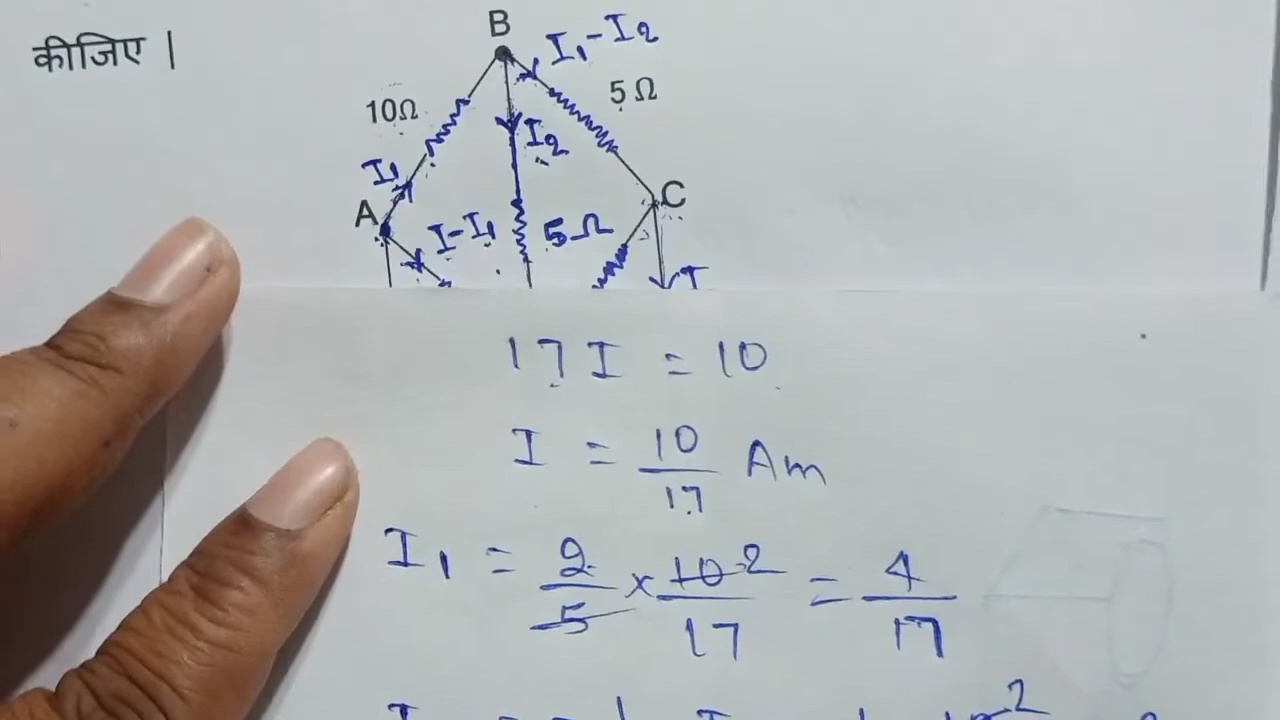 कीजिए |
B
I₁-I₂
10Ω
5Ω
I₂
I₁
A
C
I-I₁
5Ω
I
17I = 10
I = 10/17 Am
I₁ = 2/5 × 10 2/17 = 4/17